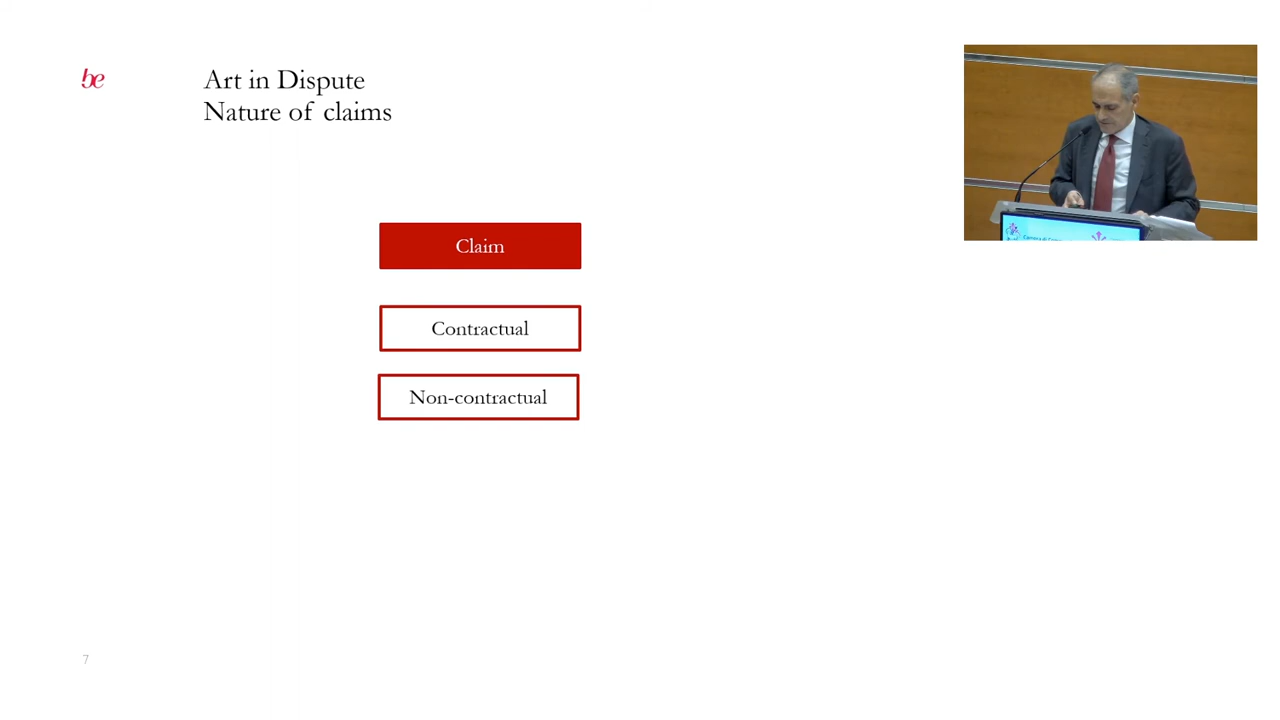 be
Art in Dispute
Nature of claims
Claim
Contractual
Non-contractual
7